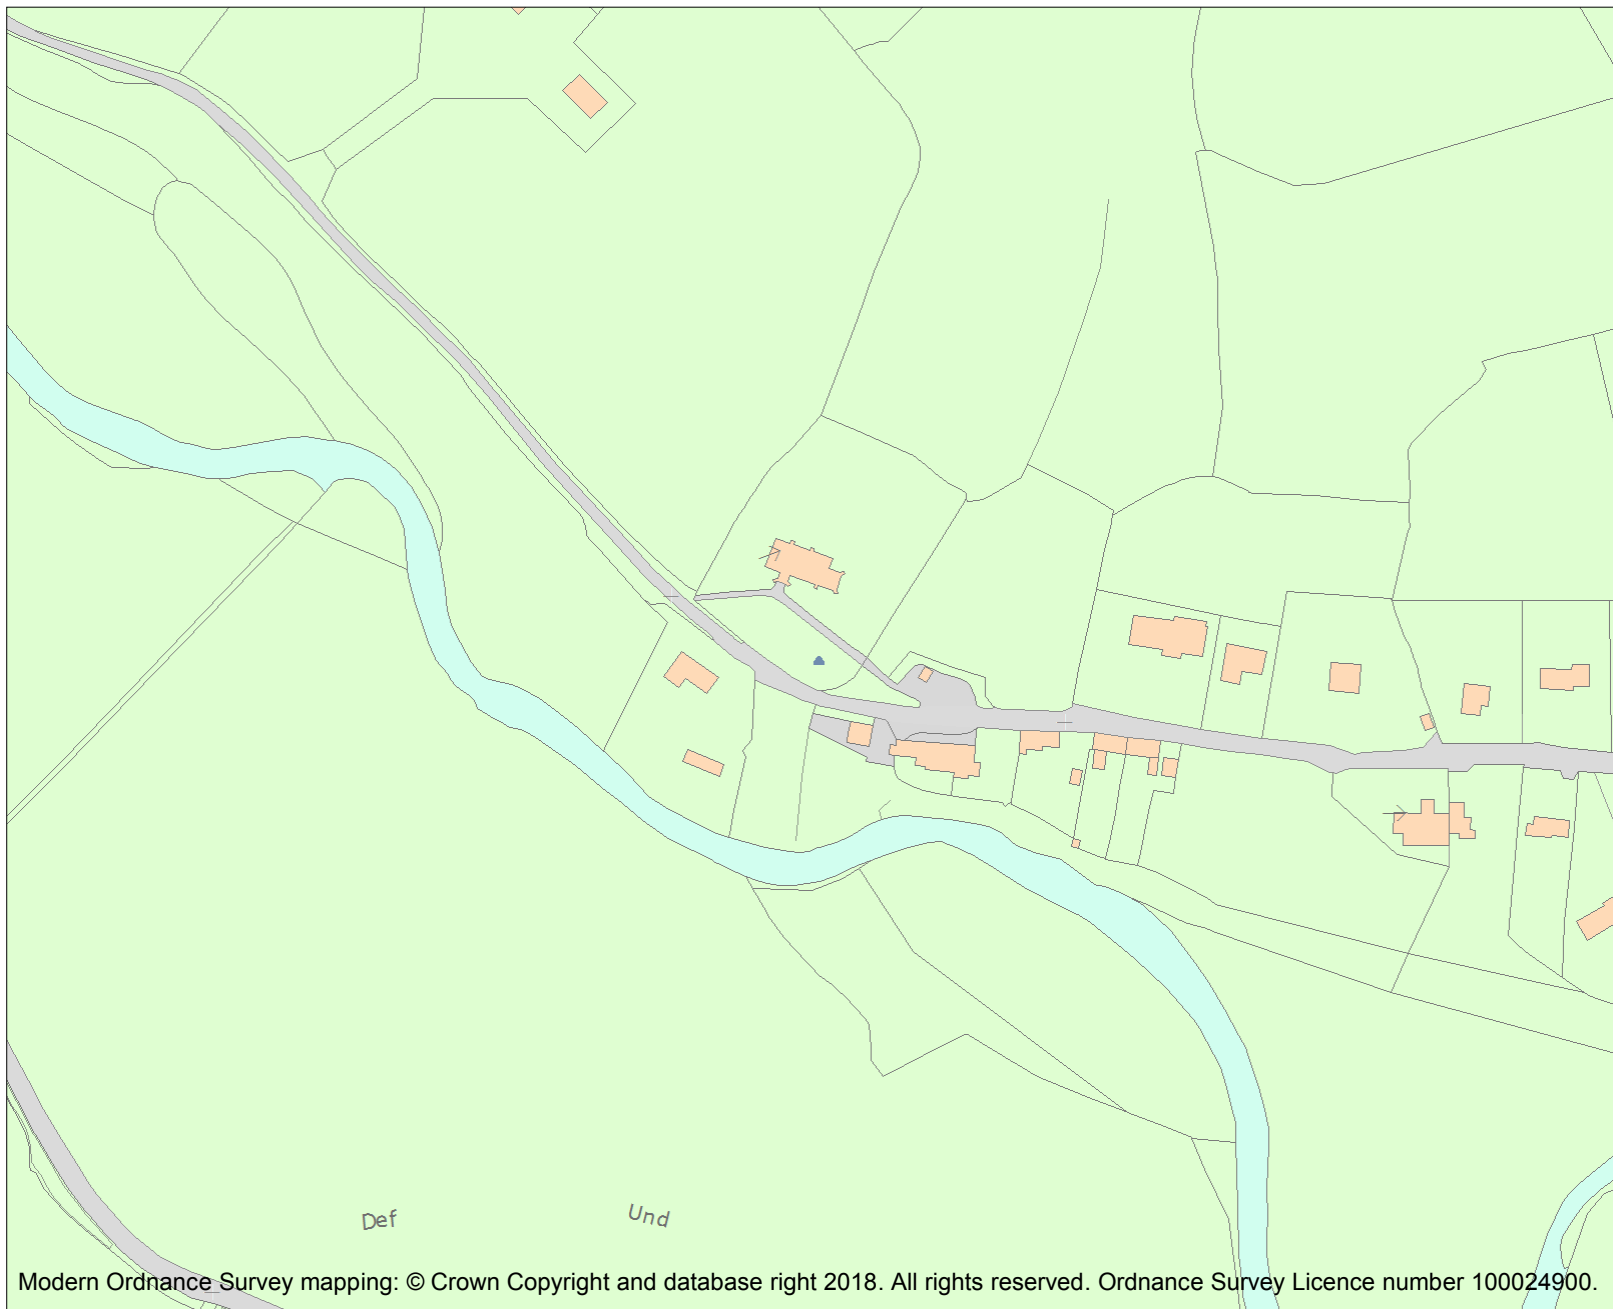 Def Und
Modern Ordnance Survey mapping: © Crown Copyright and database right 2018. All rights reserved. Ordnance Survey Licence number 100024900.